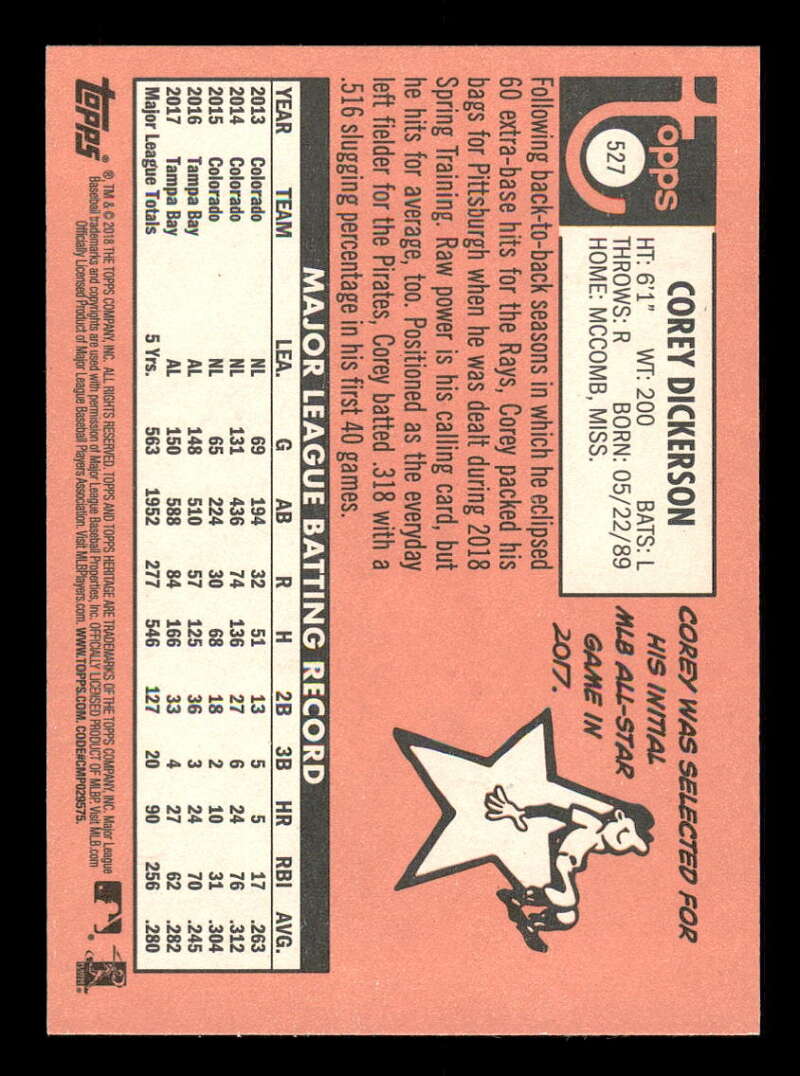 Topps
527
COREY DICKERSON
HT: 6'1" WT: 200 BATS: L
THROWS: R BORN: 05/22/89
HOME: MCCOMB, MISS.
COREY WAS SELECTED FOR
HIS INITIAL
MLB ALL-STAR
GAME IN
2017.
Following back-to-back seasons in which he eclipsed
60 extra-base hits for the Rays, Corey packed his
bags for Pittsburgh when he was dealt during 2018
Spring Training. Raw power is his calling card, but
he hits for average, too. Positioned as the everyday
left fielder for the Pirates, Corey batted .318 with a
.516 slugging percentage in his first 40 games.
MAJOR LEAGUE BATTING RECORD
YEAR TEAM LEA. G AB R H 2B 3B HR RBI AVG.
2013 Colorado NL 69 194 32 51 13 5 5 17 .263
2014 Colorado NL 131 436 74 136 27 6 24 76 .312
2015 Colorado NL 65 224 30 68 18 2 10 31 .304
2016 Tampa Bay AL 148 510 57 125 36 3 24 70 .245
2017 Tampa Bay AL 150 588 84 166 33 4 27 62 .282
Major League Totals 5 Yrs. 563 1952 277 546 127 20 90 256 .280
topps ® TM & © 2018 THE TOPPS COMPANY, INC. ALL RIGHTS RESERVED. TOPPS AND TOPPS HERITAGE ARE TRADEMARKS OF THE TOPPS COMPANY, INC. Major League
Baseball trademarks and copyrights are used with permission of Major League Baseball Properties, Inc. OFFICIALLY LICENSED PRODUCT OF MLBP. Visit MLB.com
Officially Licensed Product of Major League Baseball Players Association. Visit MLBPlayers.com. WWW.TOPPS.COM. CODE#CMP029575.